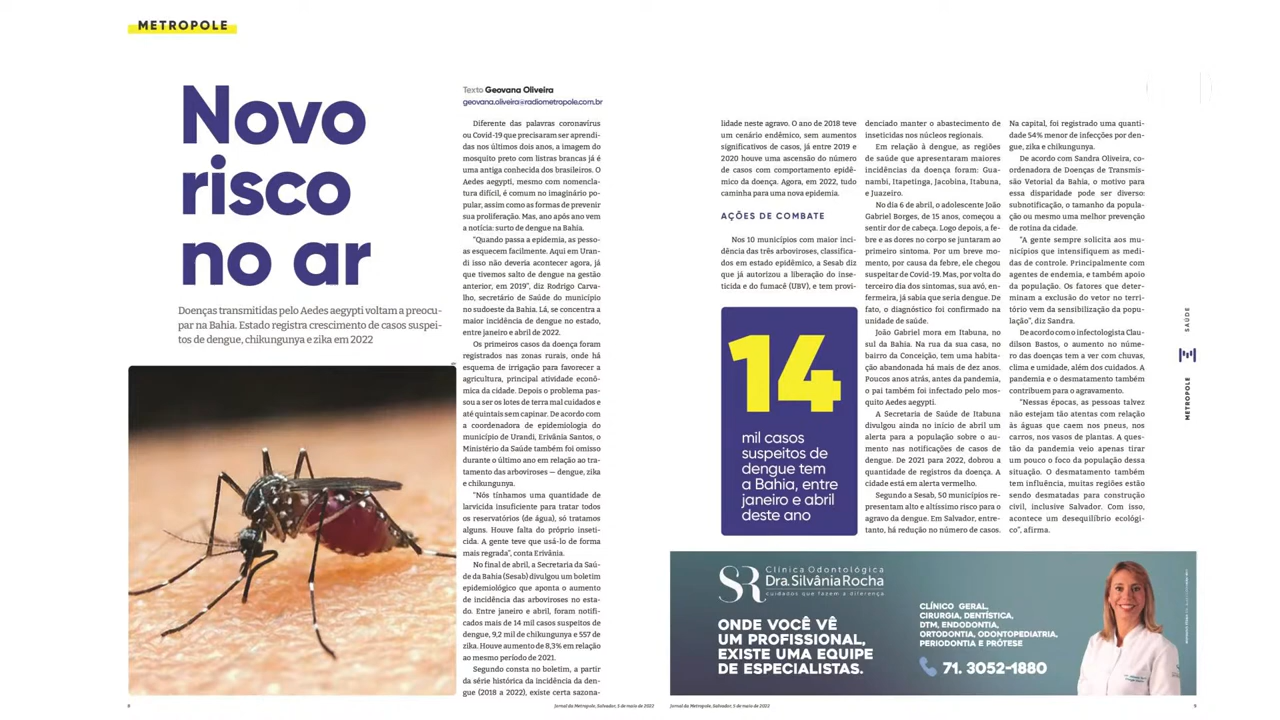 METROPOLE
Novo
risco
no ar
Doenças transmitidas pelo Aedes aegypti voltam a preocu-
par na Bahia. Estado registra crescimento de casos suspei-
tos de dengue, chikungunya e zika em 2022
Texto Geovana Oliveira
geovana.oliveira@radiometropole.com.br
Diferente das palavras coronavírus
ou Covid-19 que precisaram ser aprendi-
das nos últimos dois anos, a imagem do
mosquito preto com listras brancas já é
uma antiga conhecida dos brasileiros. O
Aedes aegypti, mesmo com nomencla-
tura difícil, é comum no imaginário po-
pular, assim como as formas de prevenir
sua proliferação. Mas, ano após ano vem
a notícia: surto de dengue na Bahia.
"Quando passa a epidemia, as pesso-
as esquecem facilmente. Aqui em Uran-
di isso não deveria acontecer agora, já
que tivemos salto de dengue na gestão
anterior, em 2019", diz Rodrigo Carva-
lho, secretário de Saúde do município
no sudoeste da Bahia. Lá, se concentra a
maior incidência de dengue no estado,
entre janeiro e abril de 2022.
Os primeiros casos da doença foram
registrados nas zonas rurais, onde há
esquema de irrigação para favorecer a
agricultura, principal atividade econô-
mica da cidade. Depois o problema pas-
sou a ser os lotes de terra mal cuidados e
até quintais sem capinar. De acordo com
a coordenadora de epidemiologia do
município de Urandi, Erivânia Santos, o
Ministério da Saúde também foi omisso
durante o último ano em relação ao tra-
tamento das arboviroses — dengue, zika
e chikungunya.
"Nós tínhamos uma quantidade de
larvicida insuficiente para tratar todos
os reservatórios (de água), só tratamos
alguns. Houve falta do próprio inseti-
cida. A gente teve que usá-lo de forma
mais regrada", conta Erivânia.
No final de abril, a Secretaria da Saú-
de da Bahia (Sesab) divulgou um boletim
epidemiológico que aponta o aumento
de incidência das arboviroses no esta-
do. Entre janeiro e abril, foram notifi-
cados mais de 14 mil casos suspeitos de
dengue, 9,2 mil de chikungunya e 557 de
zika. Houve aumento de 8,3% em relação
ao mesmo período de 2021.
Segundo consta no boletim, a partir
da série histórica da incidência da den-
gue (2018 a 2022), existe certa sazona-
lidade neste agravo. O ano de 2018 teve
um cenário endêmico, sem aumentos
significativos de casos, já entre 2019 e
2020 houve uma ascensão do número
de casos com comportamento epidê-
mico da doença. Agora, em 2022, tudo
caminha para uma nova epidemia.
AÇÕES DE COMBATE
Nos 10 municípios com maior inci-
dência das três arboviroses, classifica-
dos em estado epidêmico, a Sesab diz
que já autorizou a liberação do inse-
ticida e do fumacê (UBV), e tem provi-
14
mil casos
suspeitos de
dengue tem
a Bahia, entre
janeiro e abril
deste ano
denciado manter o abastecimento de
inseticidas nos núcleos regionais.
Em relação à dengue, as regiões
de saúde que apresentaram maiores
incidências da doença foram: Gua-
nambi, Itapetinga, Jacobina, Itabuna,
e Juazeiro.
No dia 6 de abril, o adolescente João
Gabriel Borges, de 15 anos, começou a
sentir dor de cabeça. Logo depois, a fe-
bre e as dores no corpo se juntaram ao
primeiro sintoma. Por um breve mo-
mento, por causa da febre, ele chegou
suspeitar de Covid-19. Mas, por volta do
terceiro dia dos sintomas, sua avó, en-
fermeira, já sabia que seria dengue. De
fato, o diagnóstico foi confirmado na
unidade de saúde.
João Gabriel mora em Itabuna, no
sul da Bahia. Na rua da sua casa, no
bairro da Conceição, tem uma habita-
ção abandonada há mais de dez anos.
Poucos anos atrás, antes da pandemia,
o pai também foi infectado pelo mos-
quito Aedes aegypti.
A Secretaria de Saúde de Itabuna
divulgou ainda no início de abril um
alerta para a população sobre o au-
mento nas notificações de casos de
dengue. De 2021 para 2022, dobrou a
quantidade de registros da doença. A
cidade está em alerta vermelho.
Segundo a Sesab, 50 municípios re-
presentam alto e altíssimo risco para o
agravo da dengue. Em Salvador, entre-
tanto, há redução no número de casos.
Na capital, foi registrado uma quanti-
dade 54% menor de infecções por den-
gue, zika e chikungunya.
De acordo com Sandra Oliveira, co-
ordenadora de Doenças de Transmis-
são Vetorial da Bahia, o motivo para
essa disparidade pode ser diverso:
subnotificação, o tamanho da popula-
ção ou mesmo uma melhor prevenção
de rotina da cidade.
"A gente sempre solicita aos mu-
nicípios que intensifiquem as medi-
das de controle. Principalmente com
agentes de endemia, e também apoio
da população. Os fatores que deter-
minam a exclusão do vetor no terri-
tório vem da sensibilização da popu-
lação", diz Sandra.
De acordo com o infectologista Clau-
dilson Bastos, o aumento no núme-
ro das doenças tem a ver com chuvas,
clima e umidade, além dos cuidados. A
pandemia e o desmatamento também
contribuem para o agravamento.
"Nessas épocas, as pessoas talvez
não estejam tão atentas com relação
às águas que caem nos pneus, nos
carros, nos vasos de plantas. A ques-
tão da pandemia veio apenas tirar
um pouco o foco da população dessa
situação. O desmatamento também
tem influência, muitas regiões estão
sendo desmatadas para construção
civil, inclusive Salvador. Com isso,
acontece um desequilíbrio ecológi-
co", afirma.
SAÚDE
METROPOLE
SR
Clínica Odontológica
Dra. Silvânia Rocha
cuidados que fazem a diferença
ONDE VOCÊ VÊ
UM PROFISSIONAL,
EXISTE UMA EQUIPE
DE ESPECIALISTAS.
CLÍNICO GERAL,
CIRURGIA, DENTÍSTICA,
DTM, ENDODONTIA,
ORTODONTIA, ODONTOPEDIATRIA,
PERIODONTIA E PRÓTESE
71. 3052-1880
8
Jornal da Metropole, Salvador, 5 de maio de 2022
Jornal da Metropole, Salvador, 5 de maio de 2022
9